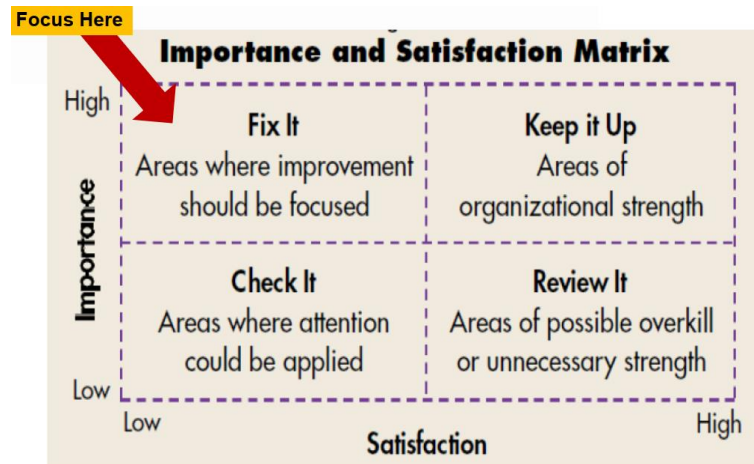 Focus Here
Importance and Satisfaction Matrix
High
Fix It
Areas where improvement
should be focused
Keep it Up
Areas of
organizational strength
Importance
Check It
Areas where attention
could be applied
Review It
Areas of possible overkill
or unnecessary strength
Low
Low
High
Satisfaction